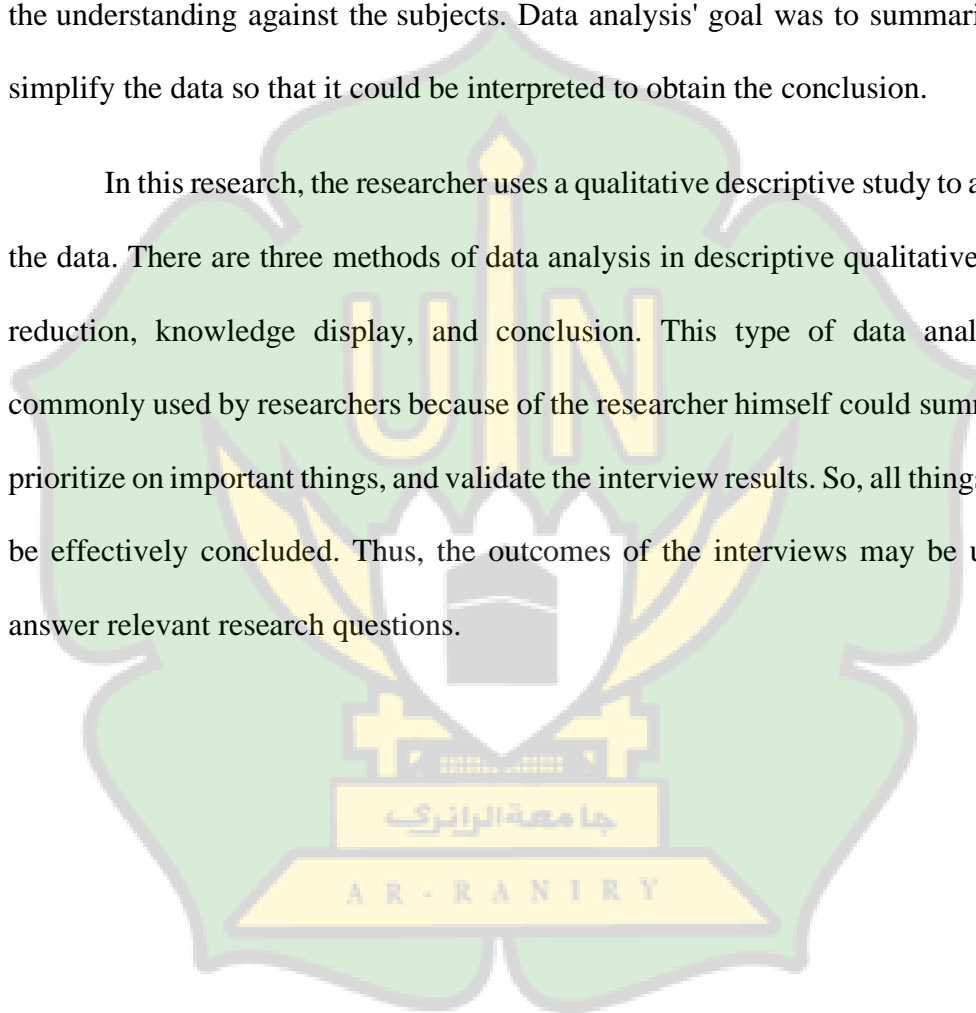 the understanding against the subjects. Data analysis' goal was to summari
simplify the data so that it could be interpreted to obtain the conclusion.
In this research, the researcher uses a qualitative descriptive study to a
the data. There are three methods of data analysis in descriptive qualitative
reduction, knowledge display, and conclusion. This type of data anal
commonly used by researchers because of the researcher himself could sum
prioritize on important things, and validate the interview results. So, all things
be effectively concluded. Thus, the outcomes of the interviews may be u
answer relevant research questions.
UIN
جامعة الرانري
AR-RANIRY